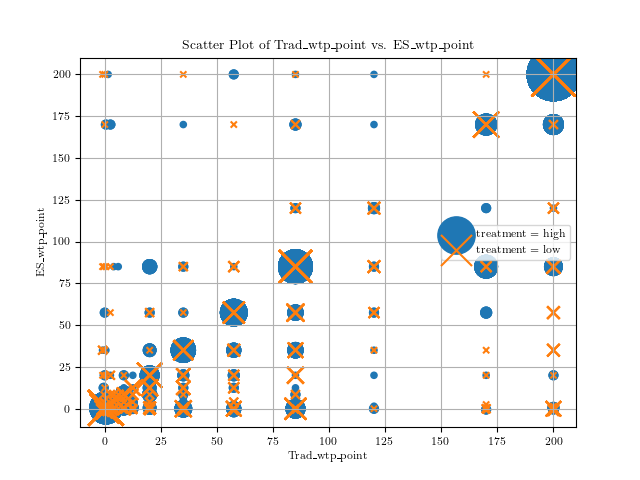 Scatter Plot of Trad_wtp_point vs. ES_wtp_point
200
175
150
125
100
75
50
25
0
ES_wtp_point
treatment = high
treatment = low
0 25 50 75 100 125 150 175 200
Trad_wtp_point